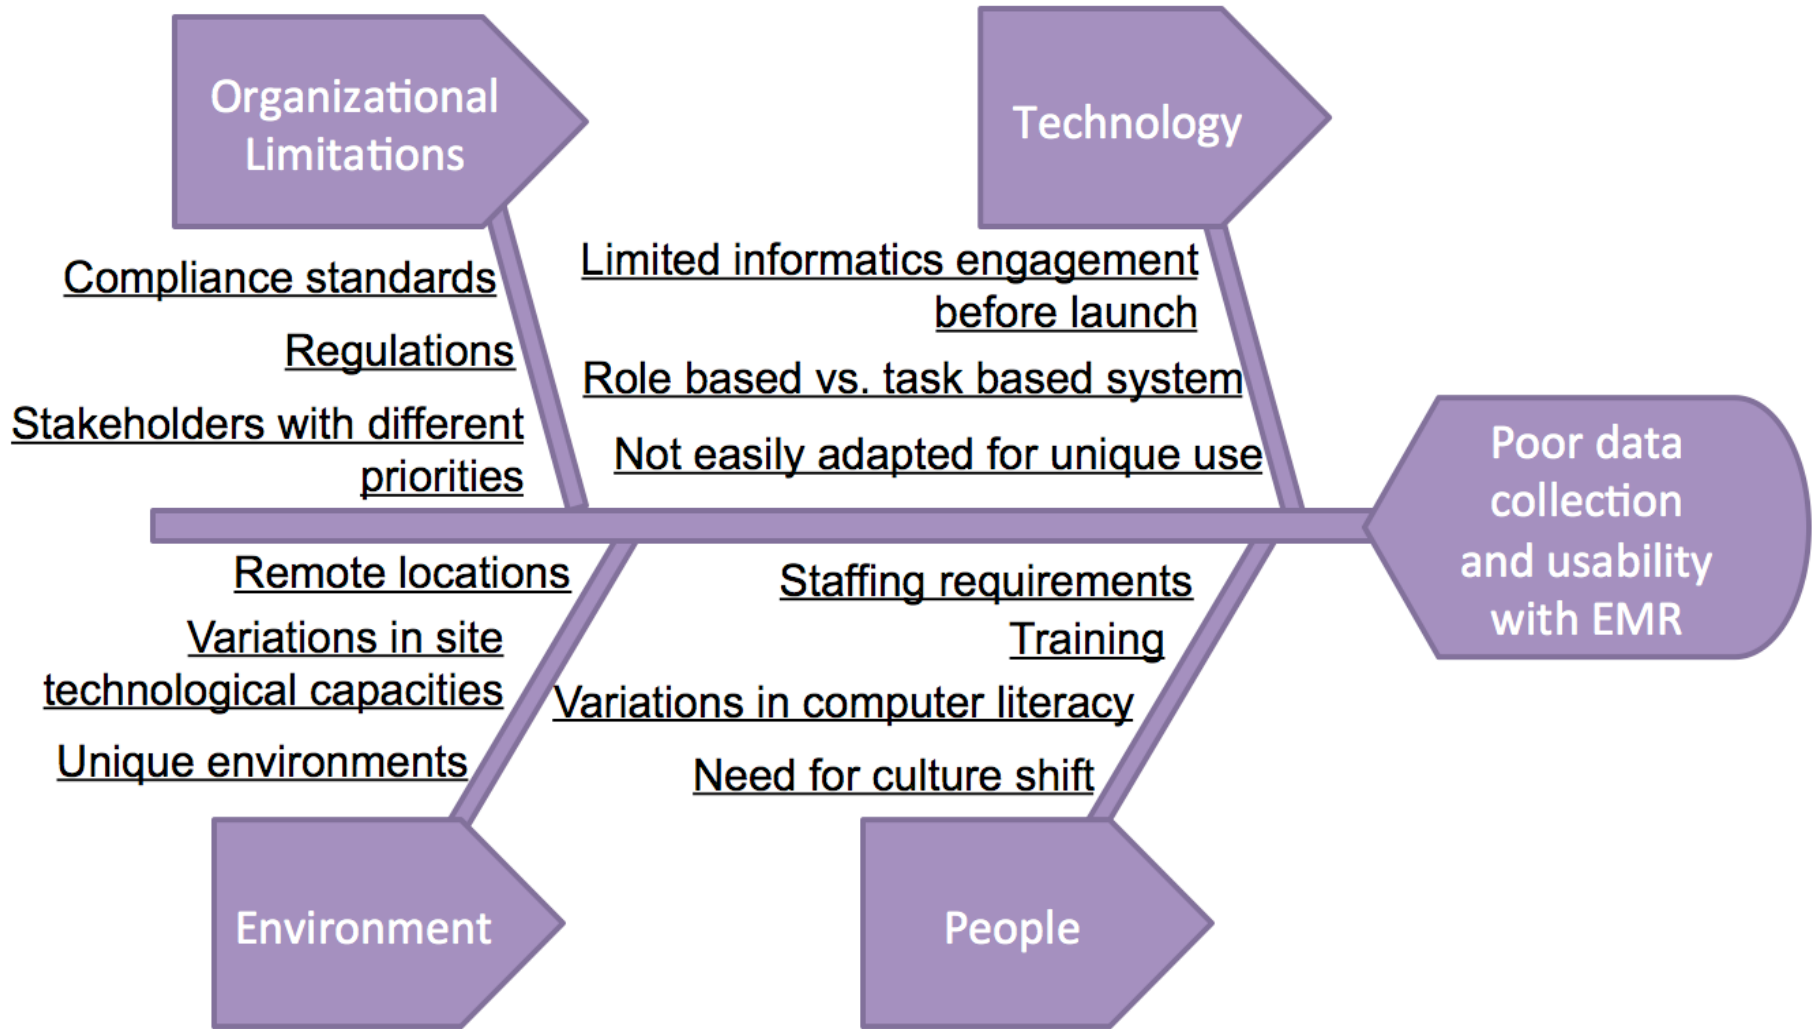 Organizational
Limitations
Compliance standards
Regulations
Stakeholders with different
priorities
Technology
Limited informatics engagement
before launch
Role based vs. task based system
Not easily adapted for unique use
Poor data
collection
and usability
with EMR
Remote locations
Variations in site
technological capacities
Unique environments
Environment
Staffing requirements
Training
Variations in computer literacy
Need for culture shift
People